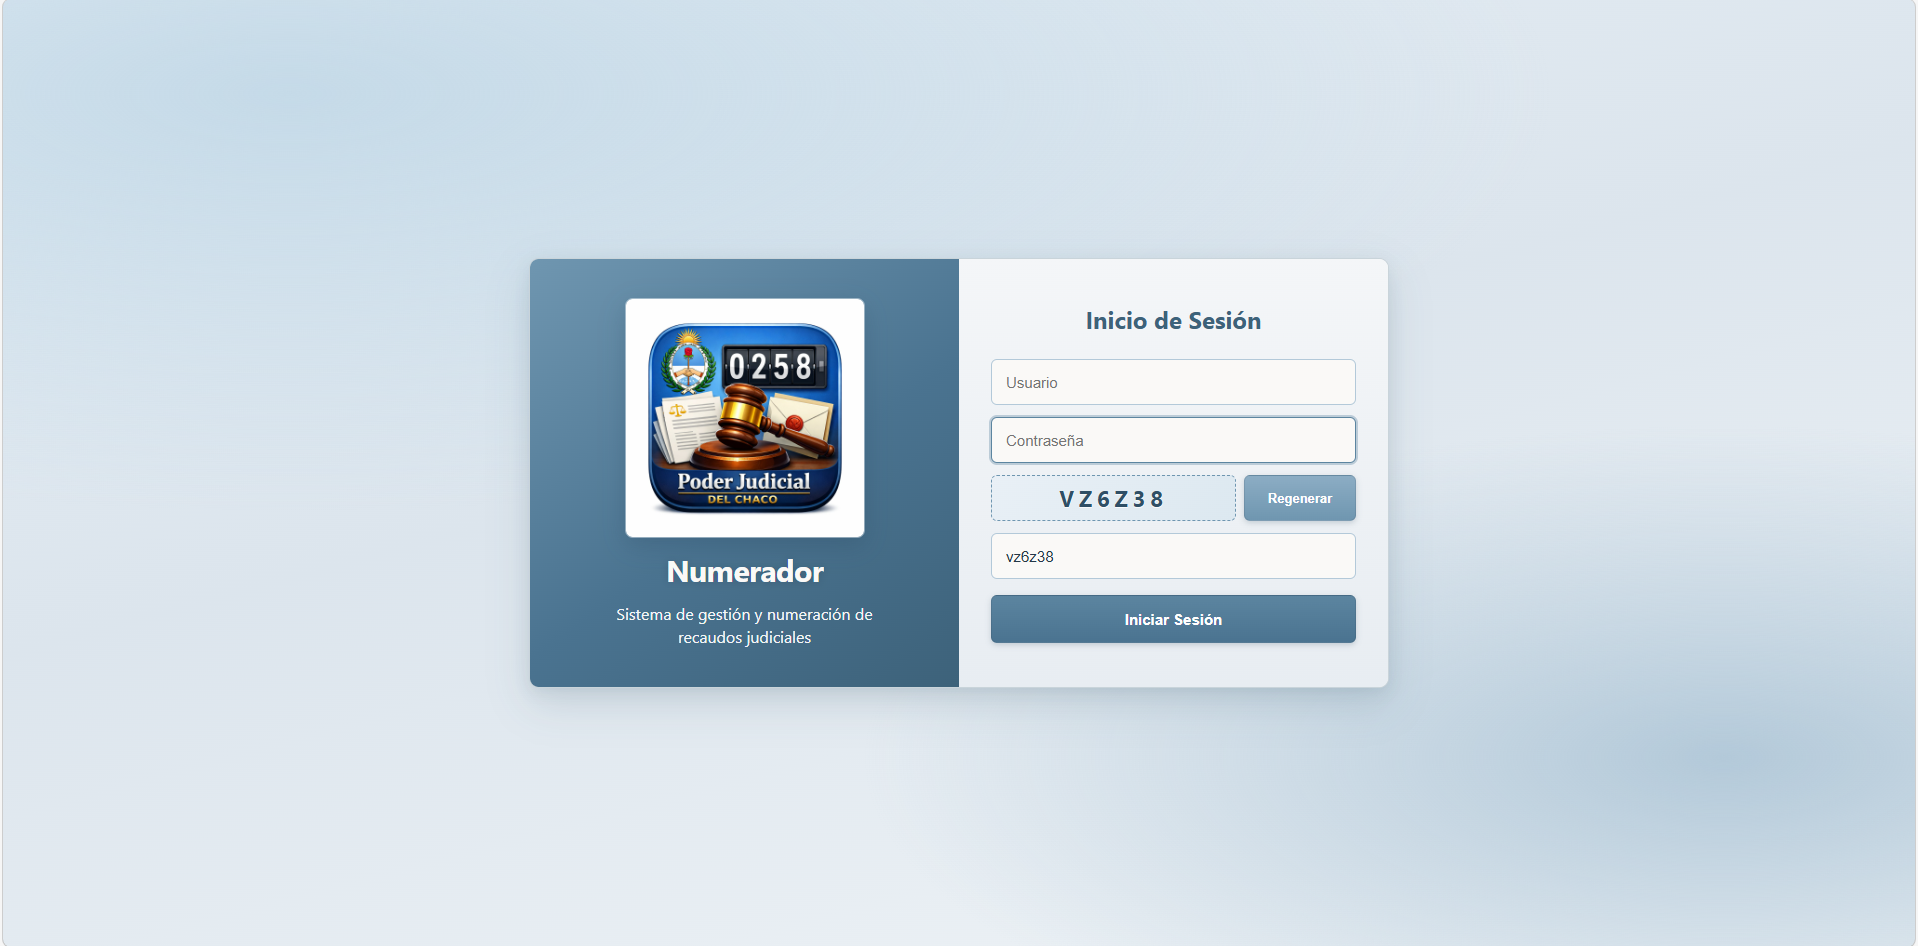 0258
Poder Judicial
DEL CHACO
Numerador
Sistema de gestión y numeración de
recaudos judiciales
Inicio de Sesión
Usuario
Contraseña
VZ6Z38
Regenerar
vz6z38
Iniciar Sesión